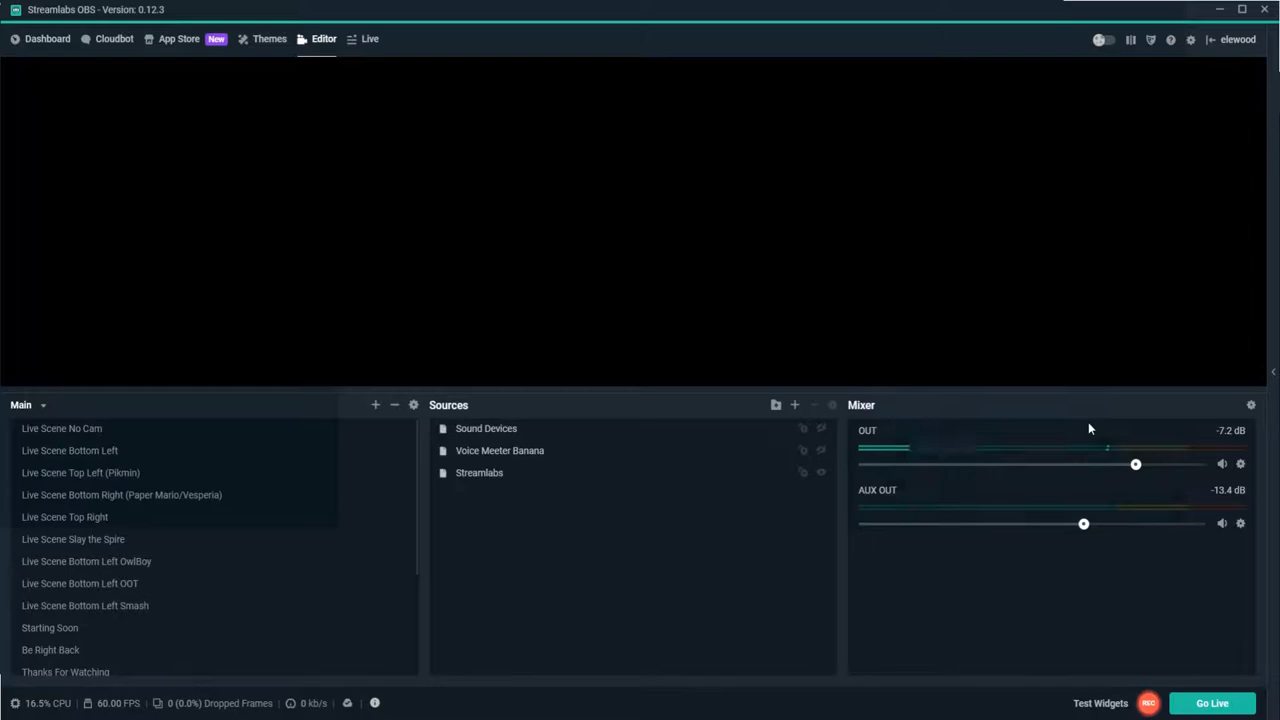 Streamlabs OBS - Version: 0.12.3
Dashboard Cloudbot App Store New Themes Editor Live elewood
Main
Live Scene No Cam
Live Scene Bottom Left
Live Scene Top Left (Pikmin)
Live Scene Bottom Right (Paper Mario/Vesperia)
Live Scene Top Right
Live Scene Slay the Spire
Live Scene Bottom Left OwlBoy
Live Scene Bottom Left OOT
Live Scene Bottom Left Smash
Starting Soon
Be Right Back
Thanks For Watching
Sources
Sound Devices
Voice Meeter Banana
Streamlabs
Mixer
OUT -7.2 dB
AUX OUT -13.4 dB
16.5% CPU 60.00 FPS 0 (0.0%) Dropped Frames 0 kb/s Test Widgets REC Go Live